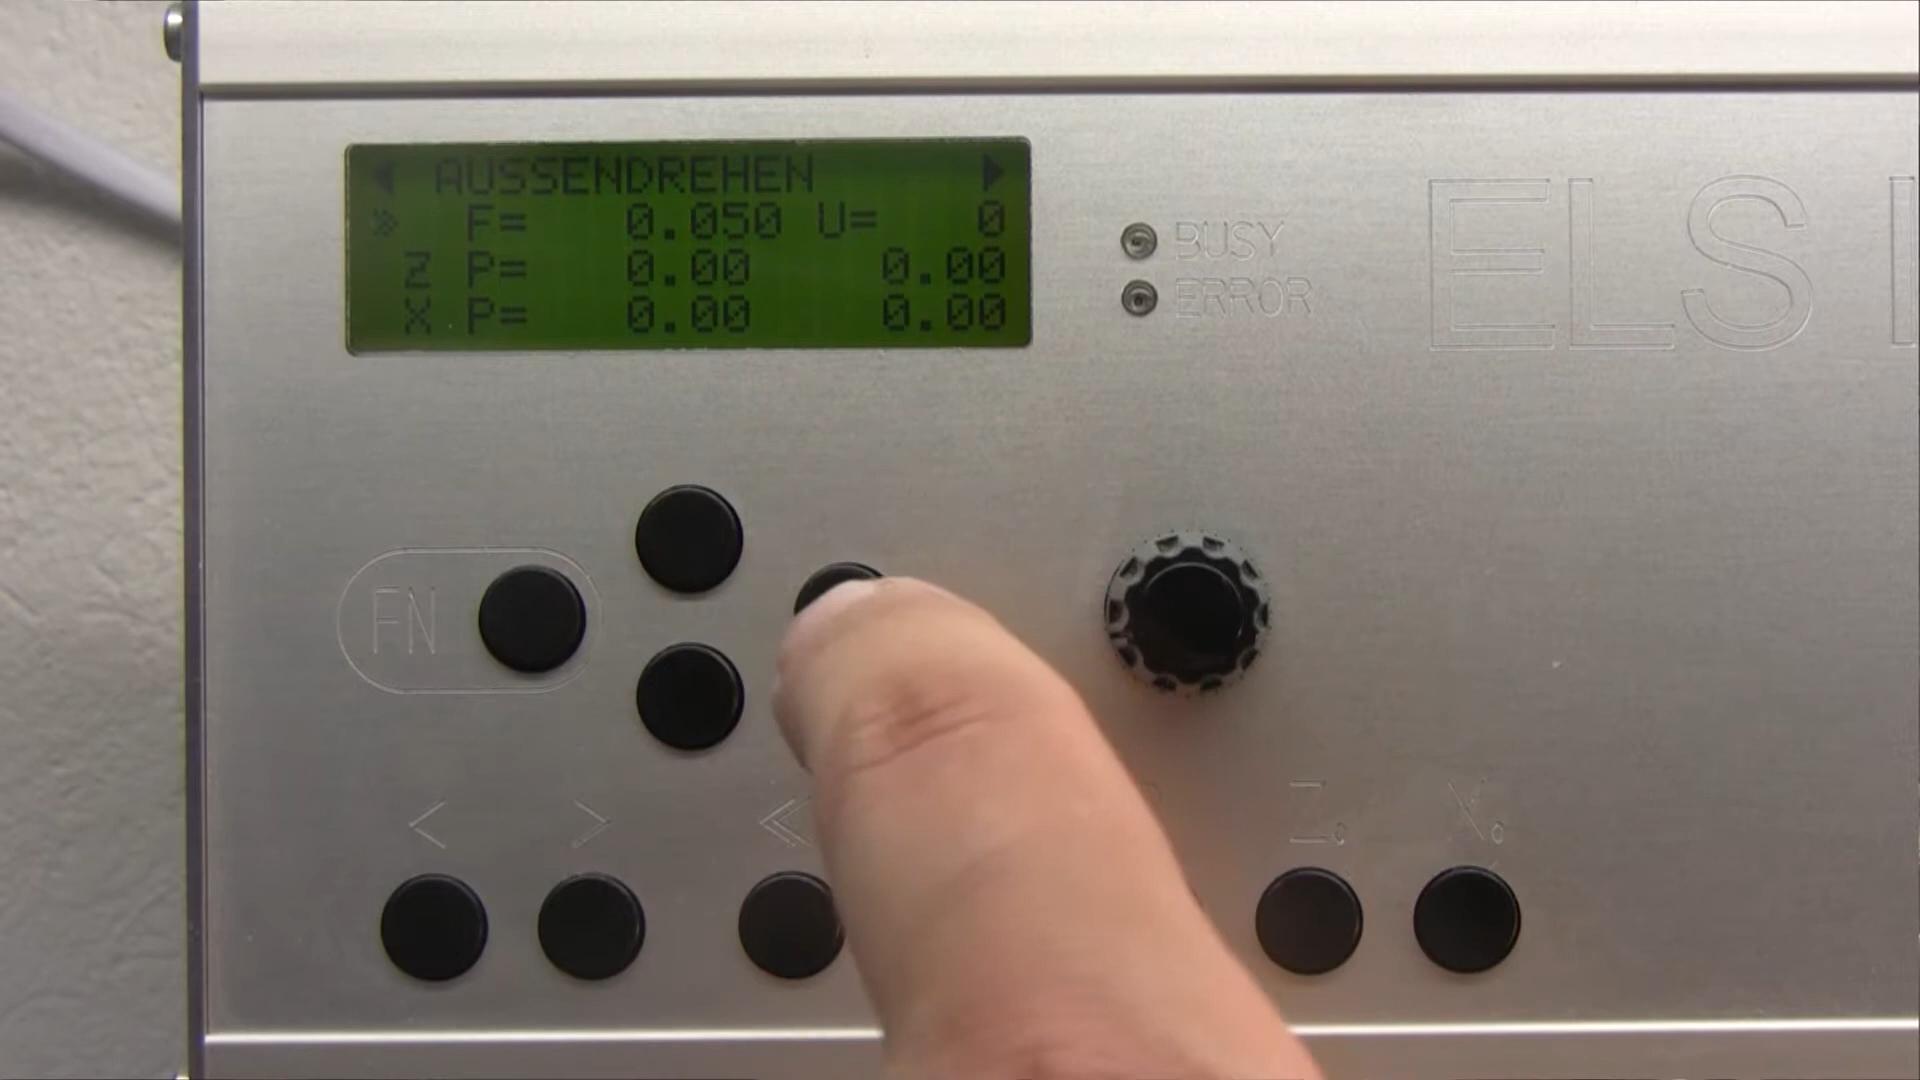 ◀ AUSSENDREHEN ▶
» F= 0.050 U= 0
Z P= 0.00 0.00
X P= 0.00 0.00
BUSY
ERROR
ELS
FN
< > ≪ Z₀ X₀